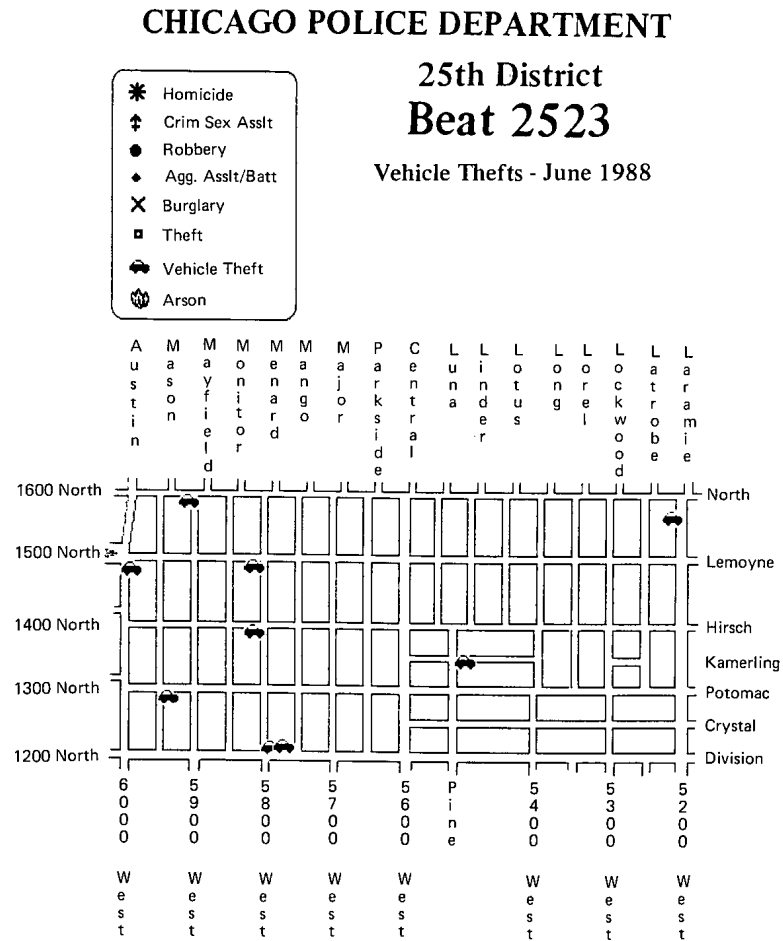 CHICAGO POLICE DEPARTMENT
25th District
Beat 2523
Vehicle Thefts - June 1988
Homicide
Crim Sex Asslt
Robbery
Agg. Asslt/Batt
Burglary
Theft
Vehicle Theft
Arson
Austin
Mason
Mayfield
Monitor
Menard
Mango
Major
Parkside
Central
Luna
Linder
Lotus
Long
Lorel
Lockwood
Latrobe
Laramie
1600 North
North
1500 North
Lemoyne
1400 North
Hirsch
Kamerling
1300 North
Potomac
Crystal
1200 North
Division
6000 West
5900 West
5800 West
5700 West
5600 West
Pine
5400 West
5300 West
5200 West